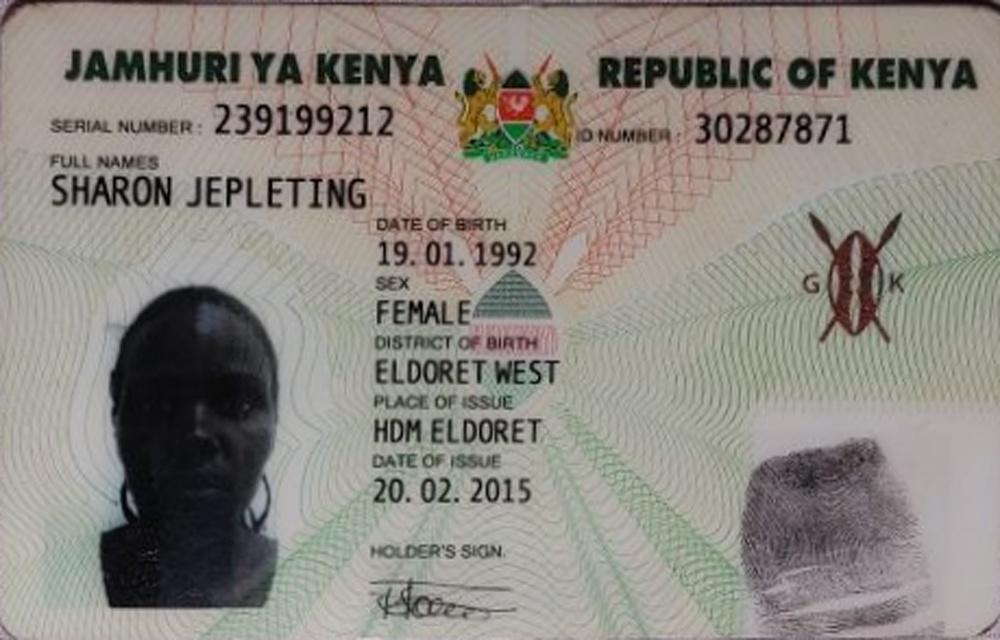 JAMHURI YA KENYA REPUBLIC OF KENYA
SERIAL NUMBER : 239199212 ID NUMBER : 30287871
FULL NAMES
SHARON JEPLETING
DATE OF BIRTH
19. 01. 1992
SEX
FEMALE
DISTRICT OF BIRTH
ELDORET WEST
PLACE OF ISSUE
HDM ELDORET
DATE OF ISSUE
20. 02. 2015
HOLDER'S SIGN.
G K